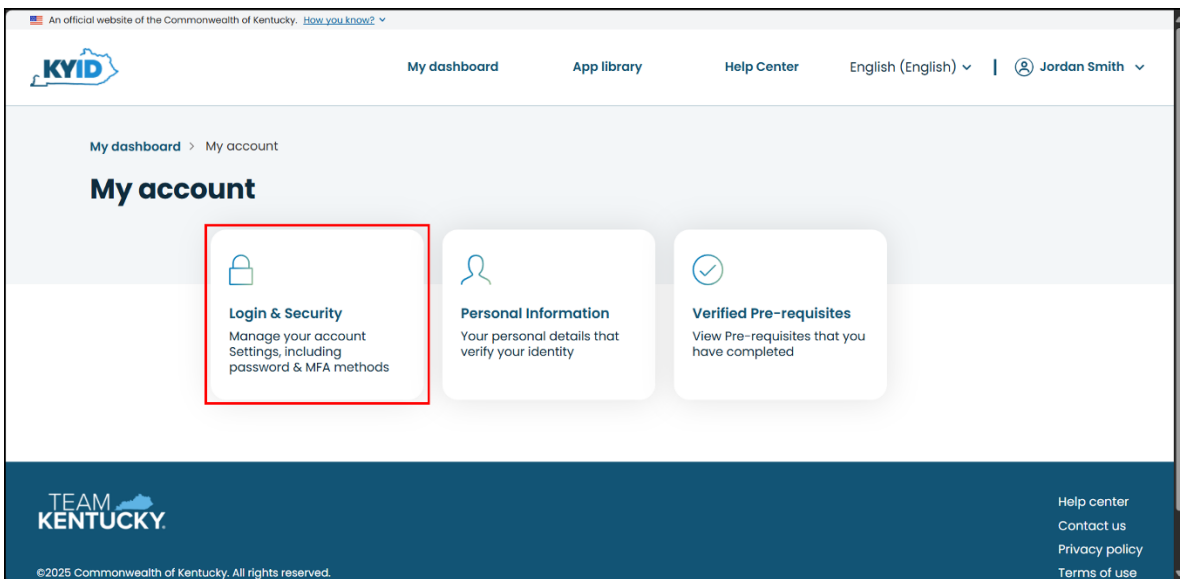 An official website of the Commonwealth of Kentucky. How you know?
KYID
My dashboard
App library
Help Center
English (English)
Jordan Smith
My dashboard > My account
My account
Login & Security
Manage your account
Settings, including
password & MFA methods
Personal Information
Your personal details that
verify your identity
Verified Pre-requisites
View Pre-requisites that you
have completed
TEAM
KENTUCKY.
Help center
Contact us
Privacy policy
Terms of use
©2025 Commonwealth of Kentucky. All rights reserved.